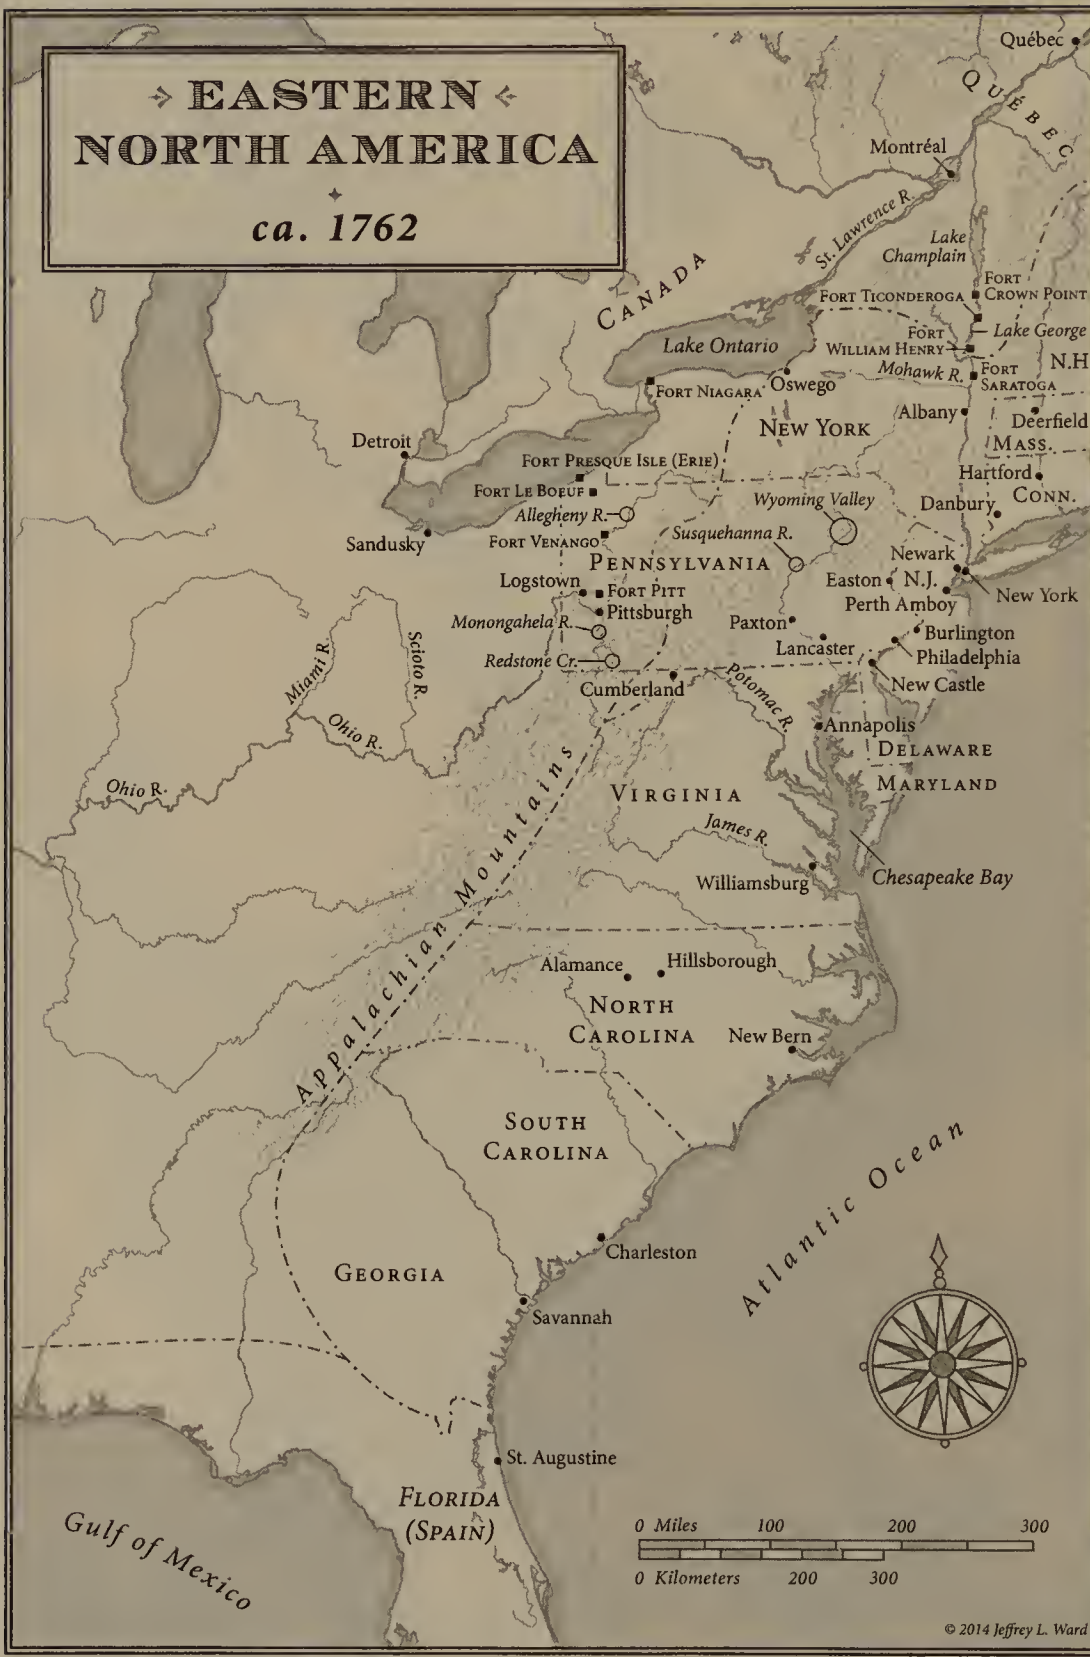 EASTERN
NORTH AMERICA
ca. 1762
Québec
QUÉBEC
Montréal
St. Lawrence R.
Lake
Champlain
CANADA
FORT
CROWN POINT
FORT TICONDEROGA
Lake George
FORT
WILLIAM HENRY
Lake Ontario
N.H
Mohawk R.
FORT
SARATOGA
FORT NIAGARA
Oswego
Albany
Deerfield
NEW YORK
MASS.
Detroit
FORT PRESQUE ISLE (ERIE)
Hartford
FORT LE BOEUF
Wyoming Valley
Danbury
CONN.
Allegheny R.
Susquehanna R.
Sandusky
FORT VENANGO
PENNSYLVANIA
Newark
Logstown
FORT PITT
Easton
N.J.
New York
Pittsburgh
Perth Amboy
Monongahela R.
Paxton
Burlington
Lancaster
Philadelphia
Miami R.
Scioto R.
Redstone Cr.
Cumberland
Potomac R.
New Castle
Ohio R.
Annapolis
DELAWARE
Ohio R.
VIRGINIA
MARYLAND
James R.
Appalachian Mountains
Williamsburg
Chesapeake Bay
Alamance
Hillsborough
NORTH
CAROLINA
New Bern
SOUTH
CAROLINA
Atlantic Ocean
Charleston
GEORGIA
Savannah
St. Augustine
FLORIDA
(SPAIN)
Gulf of Mexico
0 Miles 100 200 300
0 Kilometers 200 300
© 2014 Jeffrey L. Ward